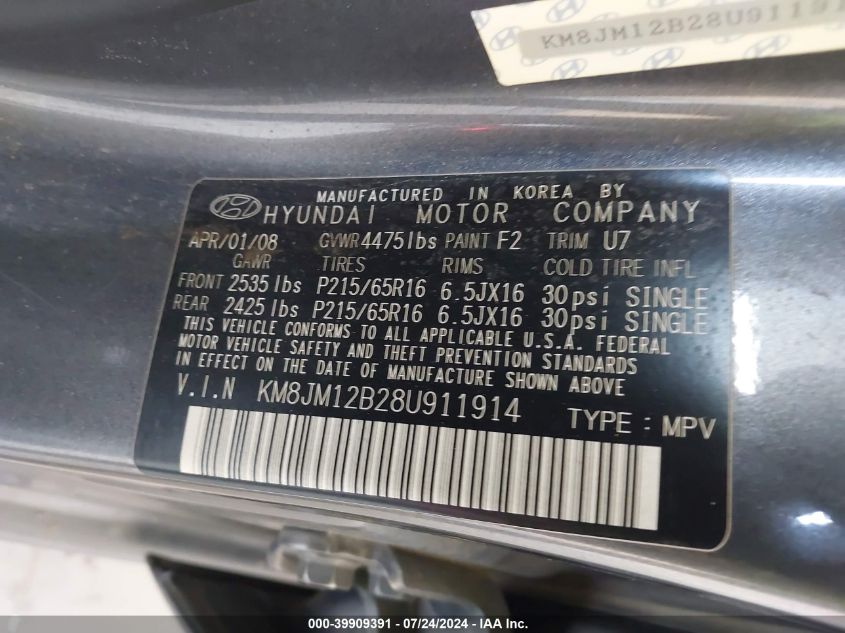 KM8JM12B28U91191
MANUFACTURED IN KOREA BY
HYUNDAI MOTOR COMPANY
APR/01/08 GVWR 4475lbs PAINT F2 TRIM U7
GAWR TIRES RIMS COLD TIRE INFL
FRONT 2535 lbs P215/65R16 6.5JX16 30psi SINGLE
REAR 2425 lbs P215/65R16 6.5JX16 30psi SINGLE
THIS VEHICLE CONFORMS TO ALL APPLICABLE U.S.A. FEDERAL
MOTOR VEHICLE SAFETY AND THEFT PREVENTION STANDARDS
IN EFFECT ON THE DATE OF MANUFACTURE SHOWN ABOVE
V.I.N KM8JM12B28U911914 TYPE : MPV
000-39909391 - 07/24/2024 - IAA Inc.